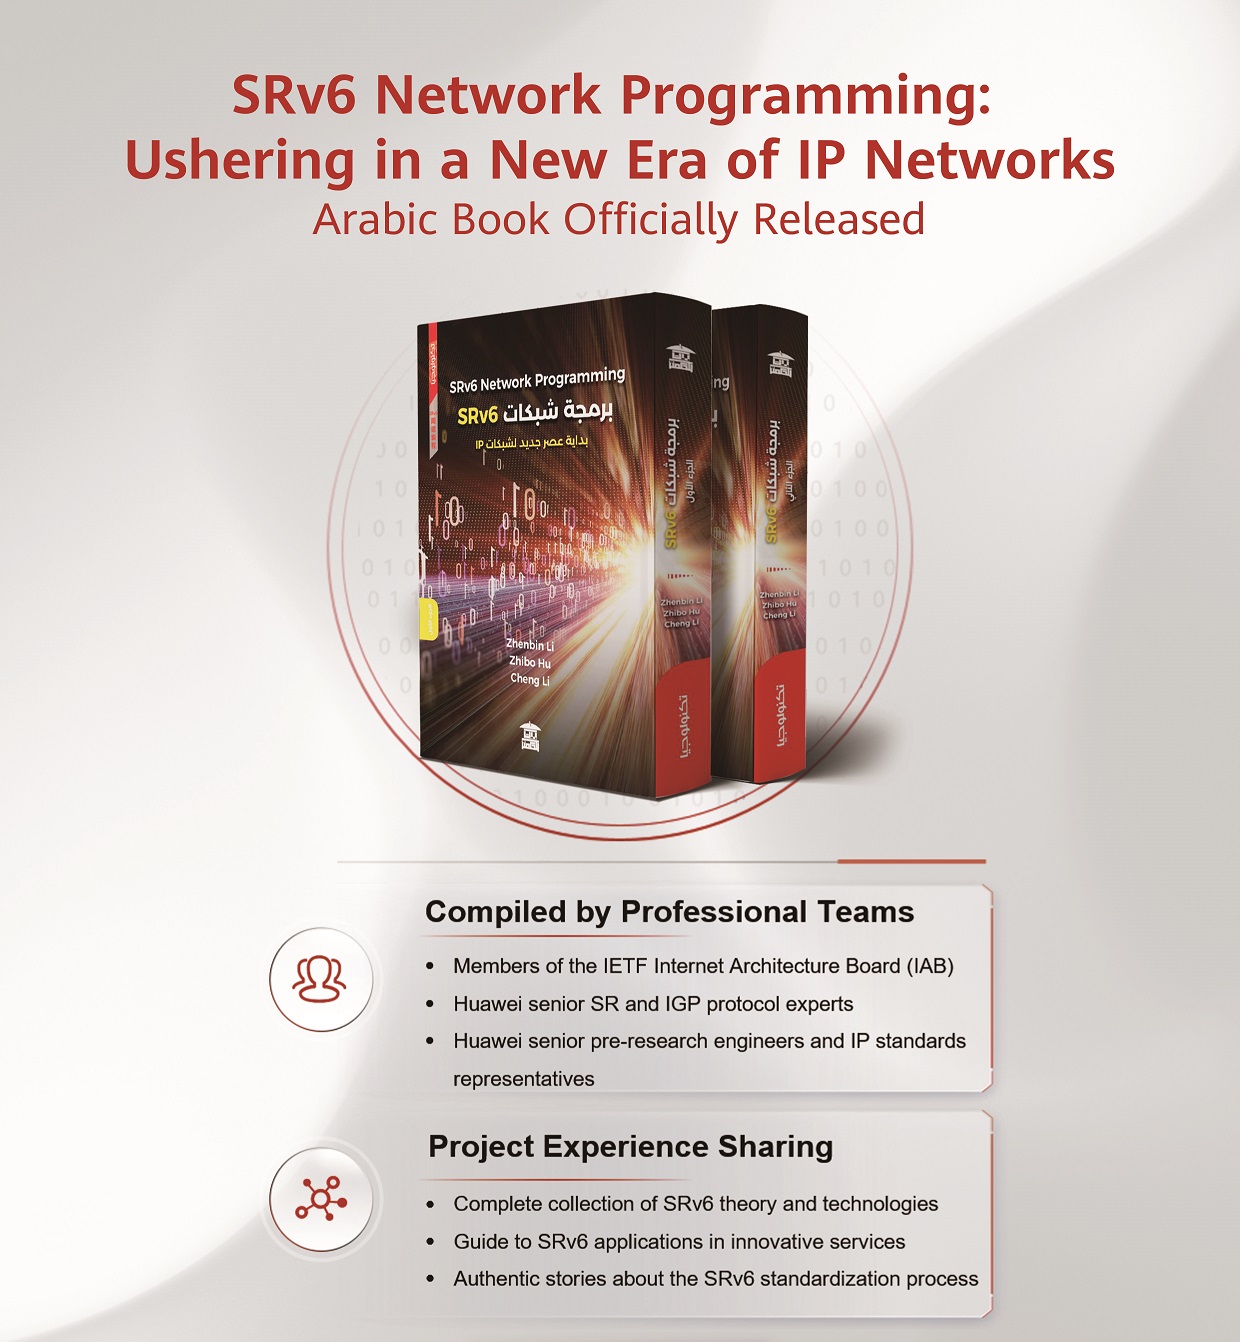 SRv6 Network Programming:
Ushering in a New Era of IP Networks
Arabic Book Officially Released
SRv6 Network Programming
برمجة شبكات SRv6
بداية عصر جديد لشبكات IP
Zhenbin Li
Zhibo Hu
Cheng Li
برمجة شبكات SRv6
الجزء الأول
Zhenbin Li
Zhibo Hu
Cheng Li
تكنولوجيا
ing
برمجة شبكات SRv6
الجزء الثاني
Zhenbin Li
Zhibo Hu
Cheng Li
تكنولوجيا
Compiled by Professional Teams
• Members of the IETF Internet Architecture Board (IAB)
• Huawei senior SR and IGP protocol experts
• Huawei senior pre-research engineers and IP standards
representatives
Project Experience Sharing
• Complete collection of SRv6 theory and technologies
• Guide to SRv6 applications in innovative services
• Authentic stories about the SRv6 standardization process